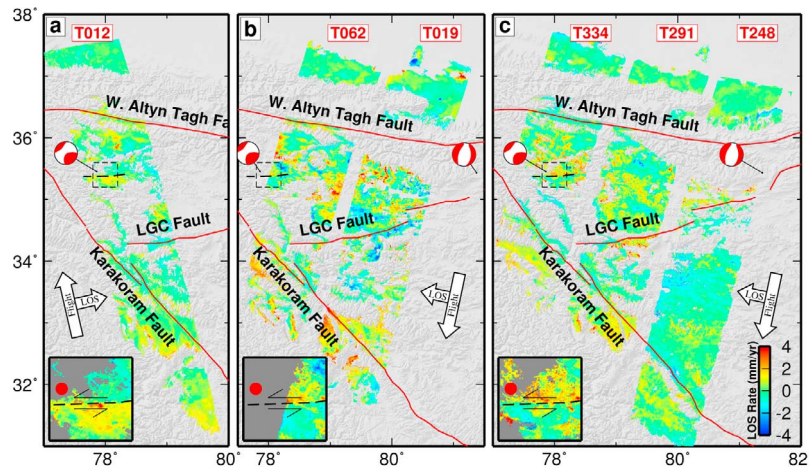 a
T012
b
T062
T019
c
T334
T291
T248
38°
36°
34°
32°
W. Altyn Tagh Fa
LGC Fault
Karakoram Fault
Flight
LOS
78°
80°
W. Altyn Tagh Fault
LGC Fault
Karakoram Fault
LOS
Flight
78°
80°
W. Altyn Tagh Fault
LGC Fault
Karakoram Fault
LOS
Flight
4
2
0
-2
-4
LOS Rate (mm/yr)
78°
80°
82°